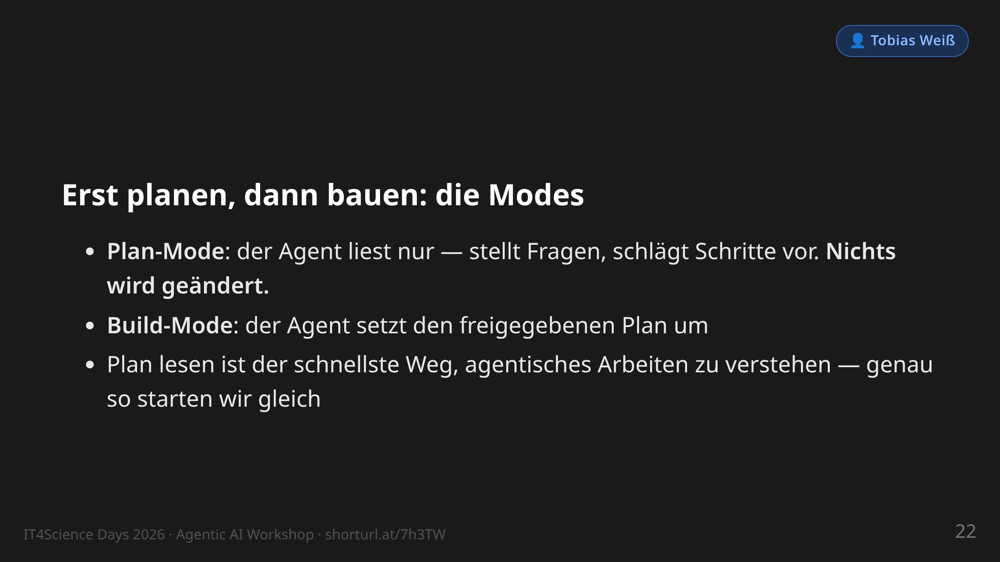 👤 Tobias Weiß
Erst planen, dann bauen: die Modes
• Plan-Mode: der Agent liest nur — stellt Fragen, schlägt Schritte vor. Nichts
wird geändert.
• Build-Mode: der Agent setzt den freigegebenen Plan um
• Plan lesen ist der schnellste Weg, agentisches Arbeiten zu verstehen — genau
so starten wir gleich
IT4Science Days 2026 · Agentic AI Workshop · shorturl.at/7h3TW
22